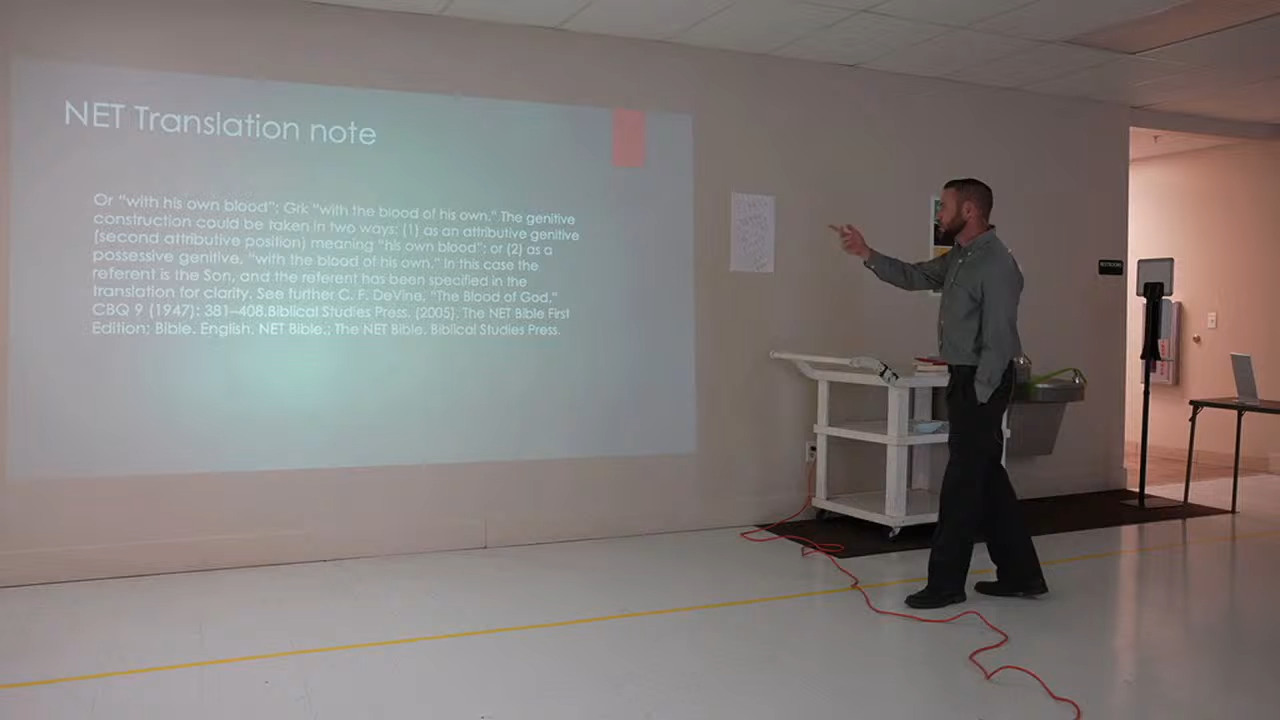 NET Translation note
Or “with his own blood”; Grk “with the blood of his own.” The genitive
construction could be taken in two ways: (1) as an attributive genitive
(second attributive position) meaning “his own blood”; or (2) as a
possessive genitive, “with the blood of his own.” In this case the
referent is the Son, and the referent has been specified in the
translation for clarity. See further C. F. DeVine, “The Blood of God,”
CBQ 9 (1947): 381–408.Biblical Studies Press. (2005). The NET Bible First
Edition; Bible. English. NET Bible.; The NET Bible. Biblical Studies Press.
RESTROOMS